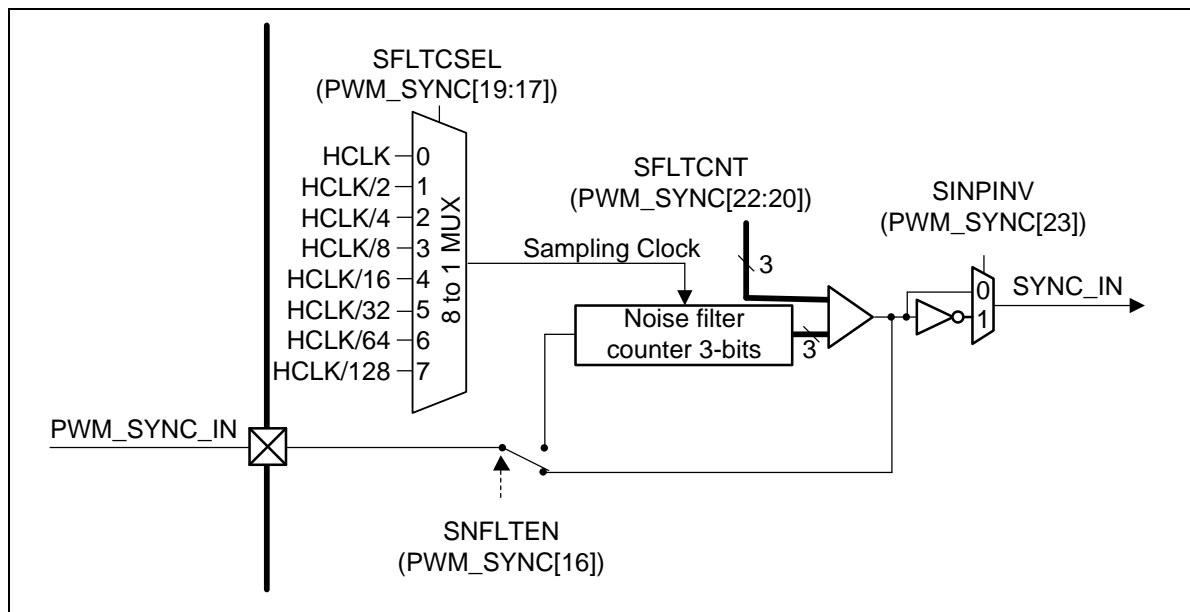 SFLTCSEL
(PWM_SYNC[19:17])
HCLK 0
HCLK/2 1
HCLK/4 2
HCLK/8 3
HCLK/16 4
HCLK/32 5
HCLK/64 6
HCLK/128 7
8 to 1 MUX
Sampling Clock
SFLTCNT
(PWM_SYNC[22:20])
3
Noise filter
counter 3-bits
3
SINPINV
(PWM_SYNC[23])
0
1
SYNC_IN
PWM_SYNC_IN
SNFLTEN
(PWM_SYNC[16])